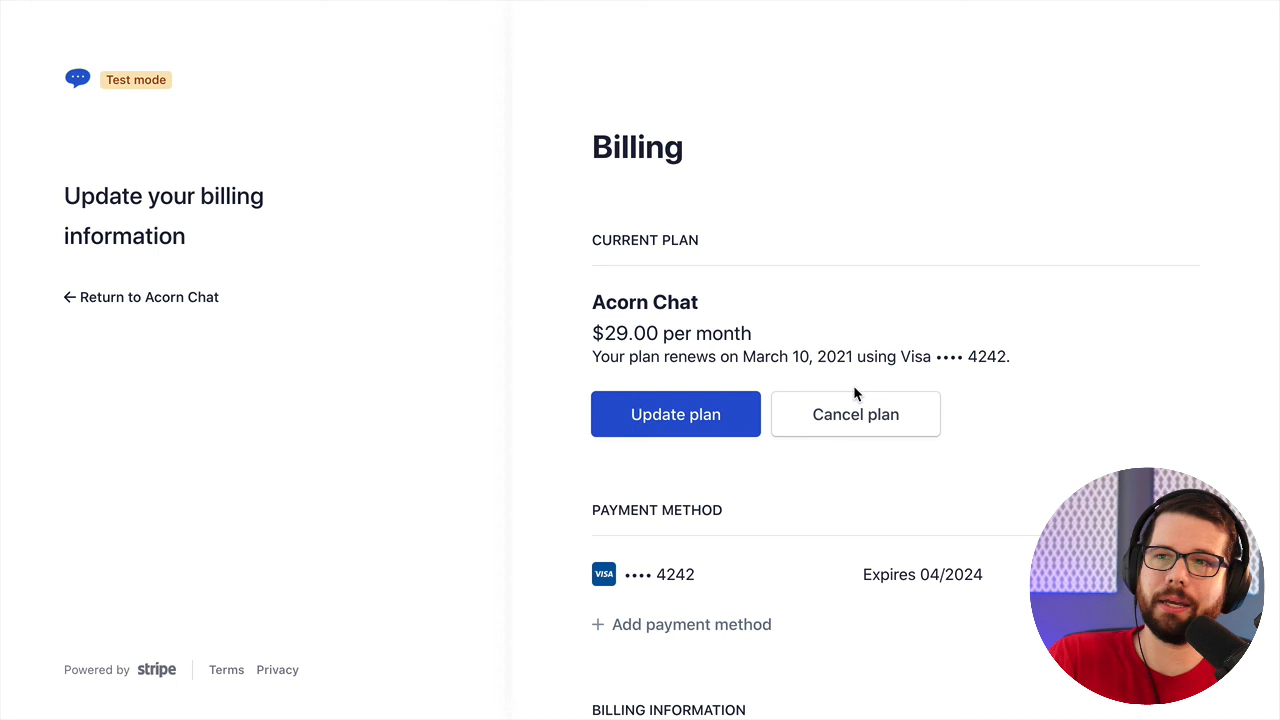 Test mode
Update your billing
information
← Return to Acorn Chat
Powered by stripe
Terms
Privacy
Billing
CURRENT PLAN
Acorn Chat
$29.00 per month
Your plan renews on March 10, 2021 using Visa •••• 4242.
Update plan
Cancel plan
PAYMENT METHOD
VISA •••• 4242
Expires 04/2024
+ Add payment method
BILLING INFORMATION